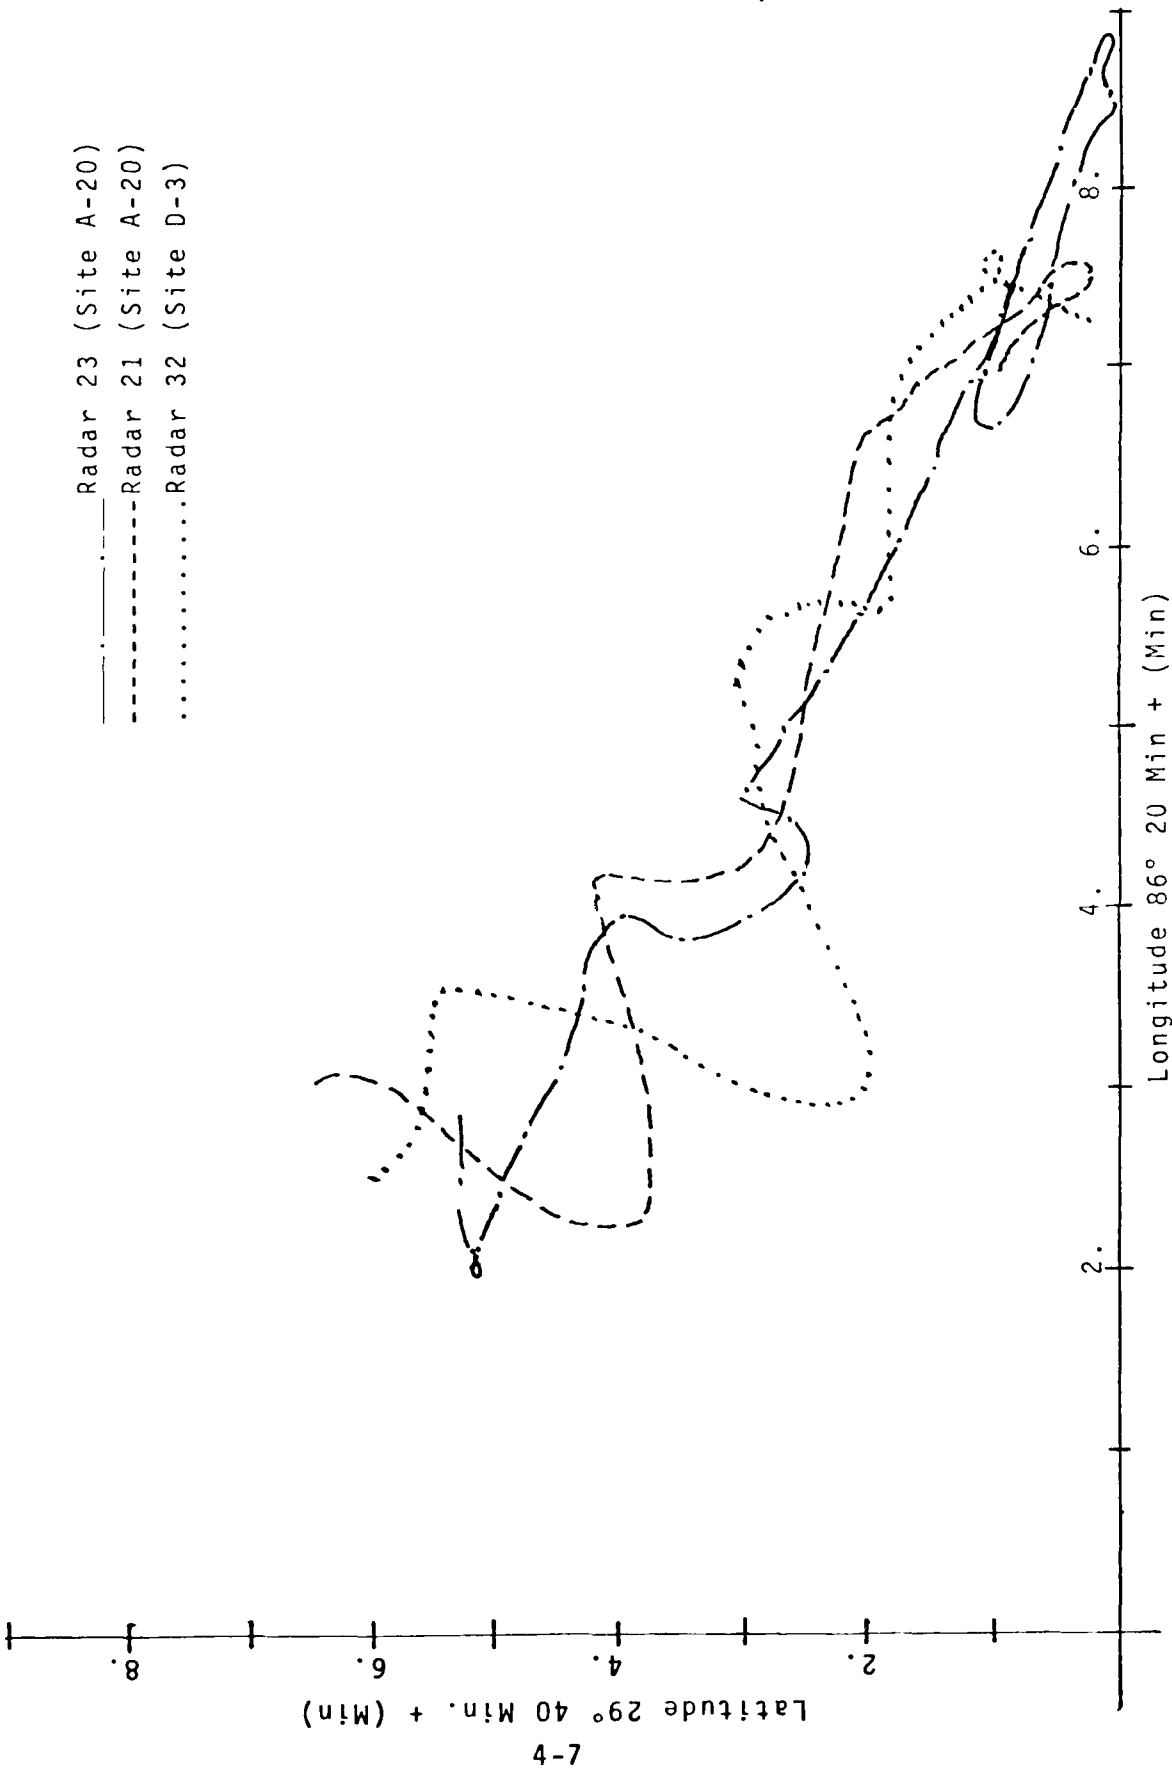 Radar 23 (Site A-20)
Radar 21 (Site A-20)
Radar 32 (Site D-3)
8.
6.
4.
2.
Latitude 29° 40 Min. + (Min)
2.
4.
6.
8.
Longitude 86° 20 Min + (Min)
4-7